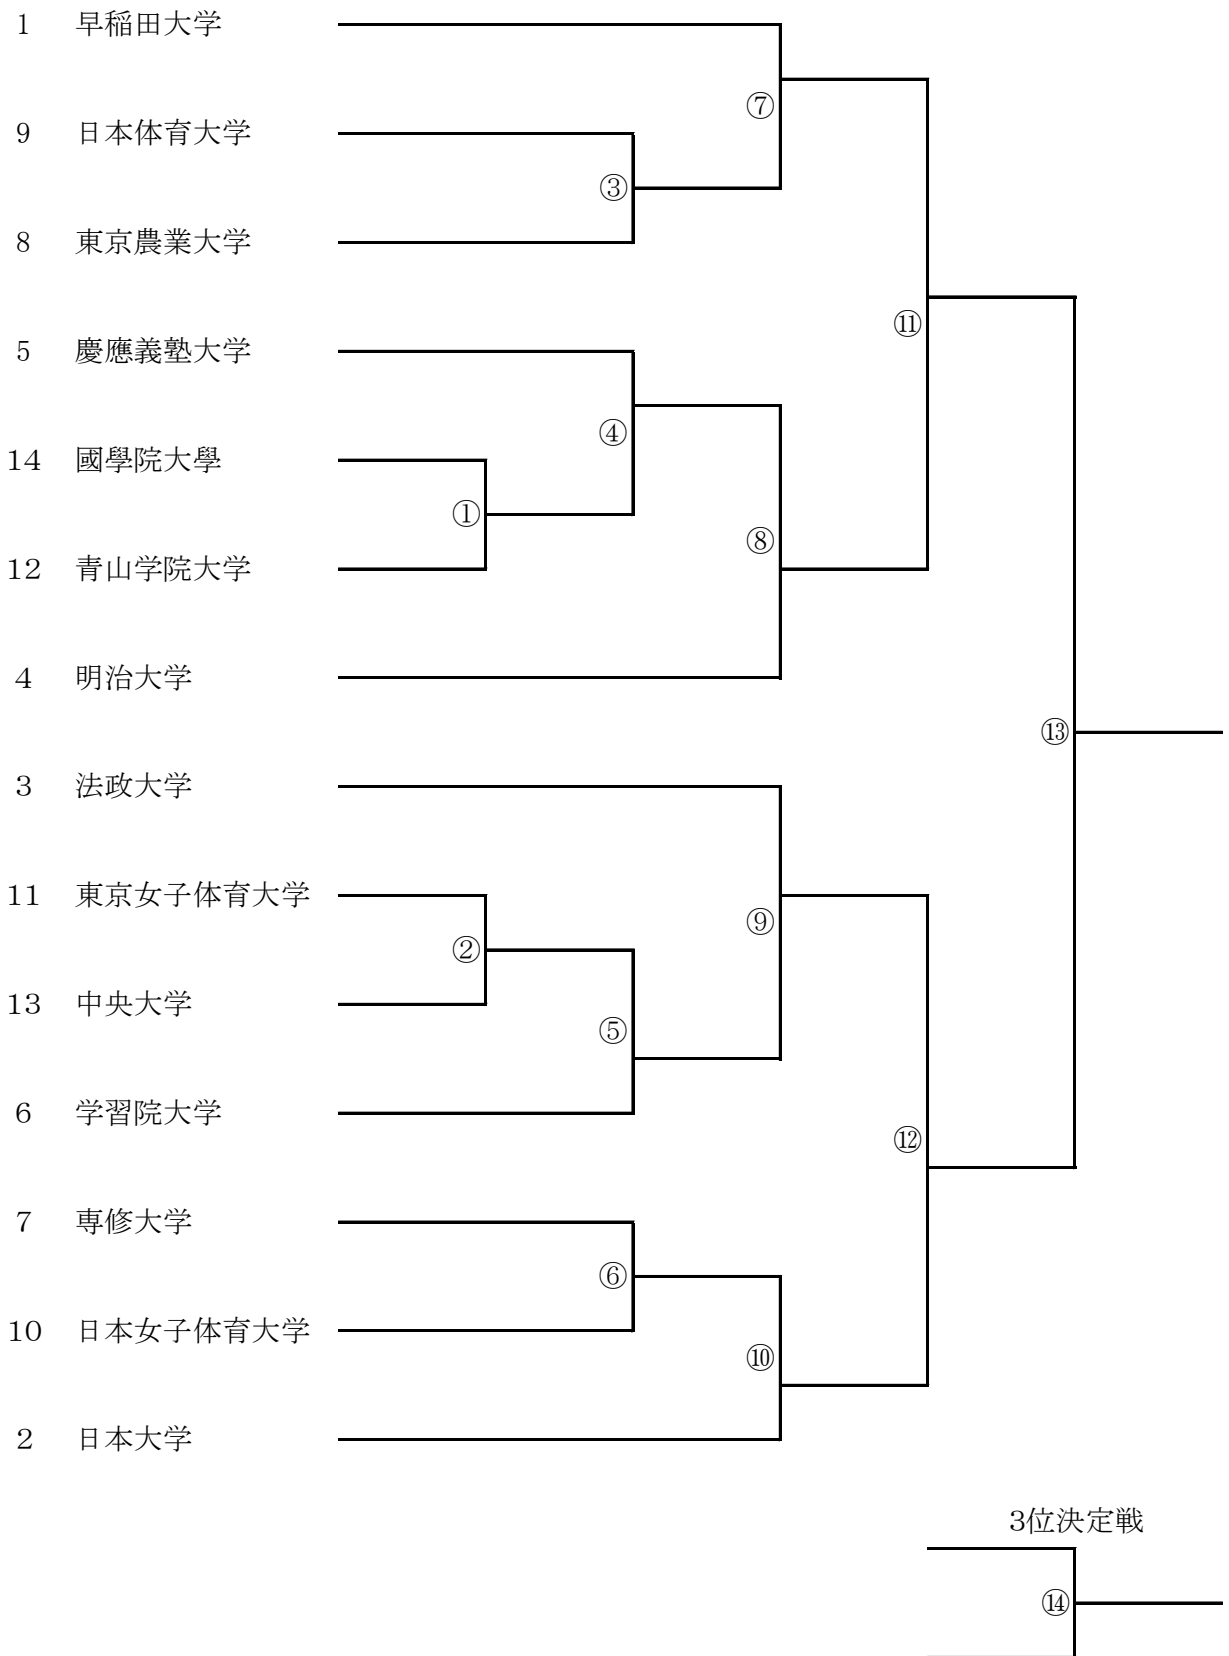 1 早稲田大学
⑦
9 日本体育大学
③
8 東京農業大学
⑪
5 慶應義塾大学
④
14 國學院大學
①
⑧
12 青山学院大学
4 明治大学
⑬
3 法政大学
11 東京女子体育大学
⑨
②
13 中央大学
⑤
6 学習院大学
⑫
7 専修大学
⑥
10 日本女子体育大学
⑩
2 日本大学
3位決定戦
⑭